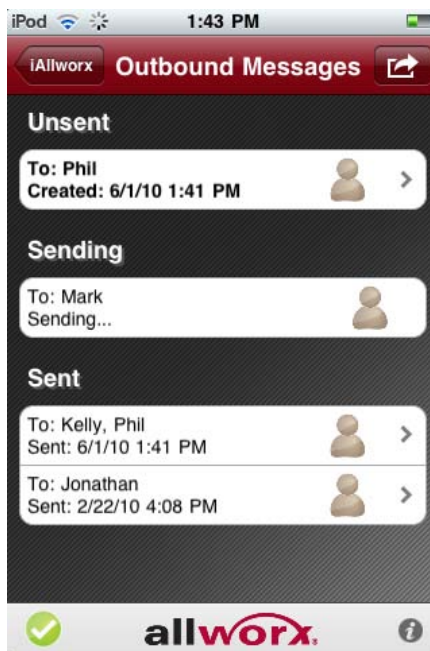 iPod 1:43 PM
iAllworx Outbound Messages
Unsent
To: Phil
Created: 6/1/10 1:41 PM
Sending
To: Mark
Sending...
Sent
To: Kelly, Phil
Sent: 6/1/10 1:41 PM
To: Jonathan
Sent: 2/22/10 4:08 PM
allworx.